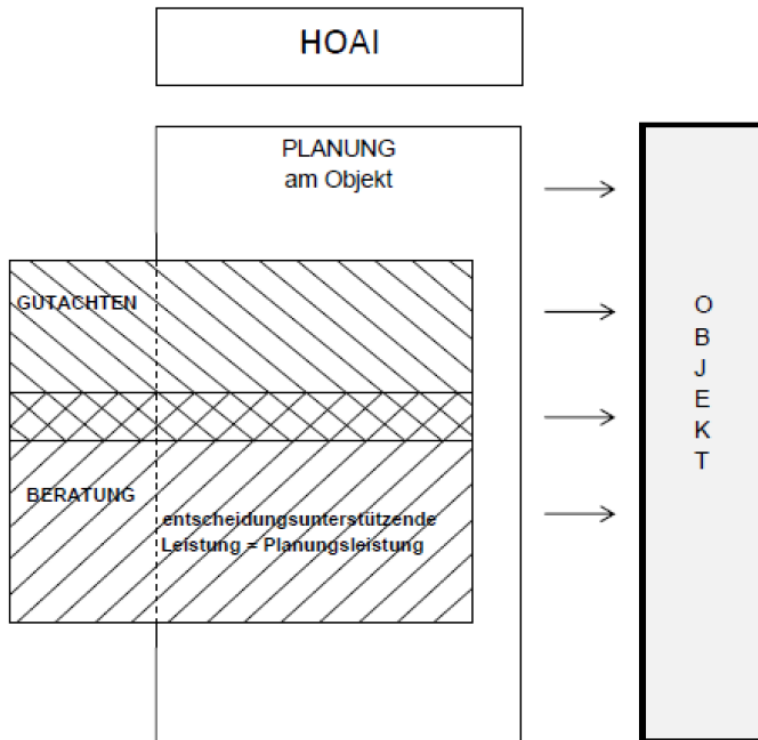 HOAI
PLANUNG
am Objekt
GUTACHTEN
BERATUNG
entscheidungsunterstützende
Leistung = Planungsleistung
O
B
J
E
K
T